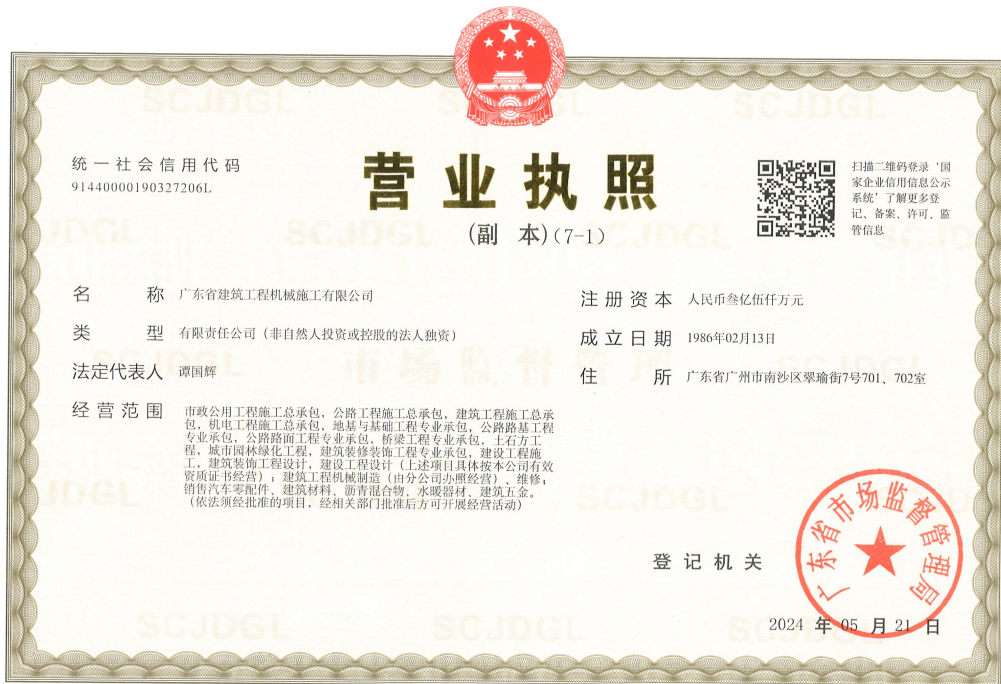 统一社会信用代码
91440000190327206L
营业执照
(副 本)(7-1)
扫描二维码登录‘国
家企业信用信息公示
系统’了解更多登
记、备案、许可、监
管信息
名 称 广东省建筑工程机械施工有限公司
类 型 有限责任公司（非自然人投资或控股的法人独资）
法定代表人 谭国辉
经营范围 市政公用工程施工总承包，公路工程施工总承包，建筑工程施工总承
包，机电工程施工总承包，地基与基础工程专业承包，公路路基工程
专业承包，公路路面工程专业承包，桥梁工程专业承包，土石方工
程，城市园林绿化工程，建筑装修装饰工程专业承包，建设工程施
工，建筑装饰工程设计，建设工程设计（上述项目具体按本公司有效
资质证书经营）；建筑工程机械制造（由分公司办照经营）、维修；
销售汽车零配件、建筑材料、沥青混合物、水暖器材、建筑五金。
（依法须经批准的项目，经相关部门批准后方可开展经营活动）
注册资本 人民币叁亿伍仟万元
成立日期 1986年02月13日
住 所 广东省广州市南沙区翠瑜街7号701、702室
登记机关
广东省市场监督管理局
2024 年 05 月 21 日
SCJDGL
市场监督管理